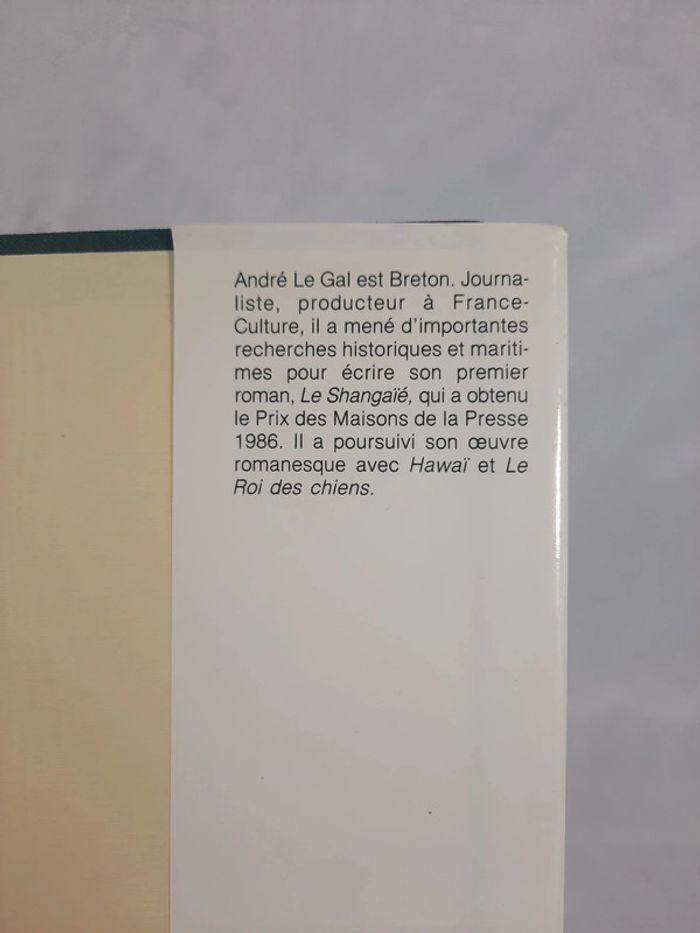 André Le Gal est Breton. Journa-
liste, producteur à France-
Culture, il a mené d'importantes
recherches historiques et mariti-
mes pour écrire son premier
roman, Le Shangaïé, qui a obtenu
le Prix des Maisons de la Presse
1986. Il a poursuivi son œuvre
romanesque avec Hawaï et Le
Roi des chiens.